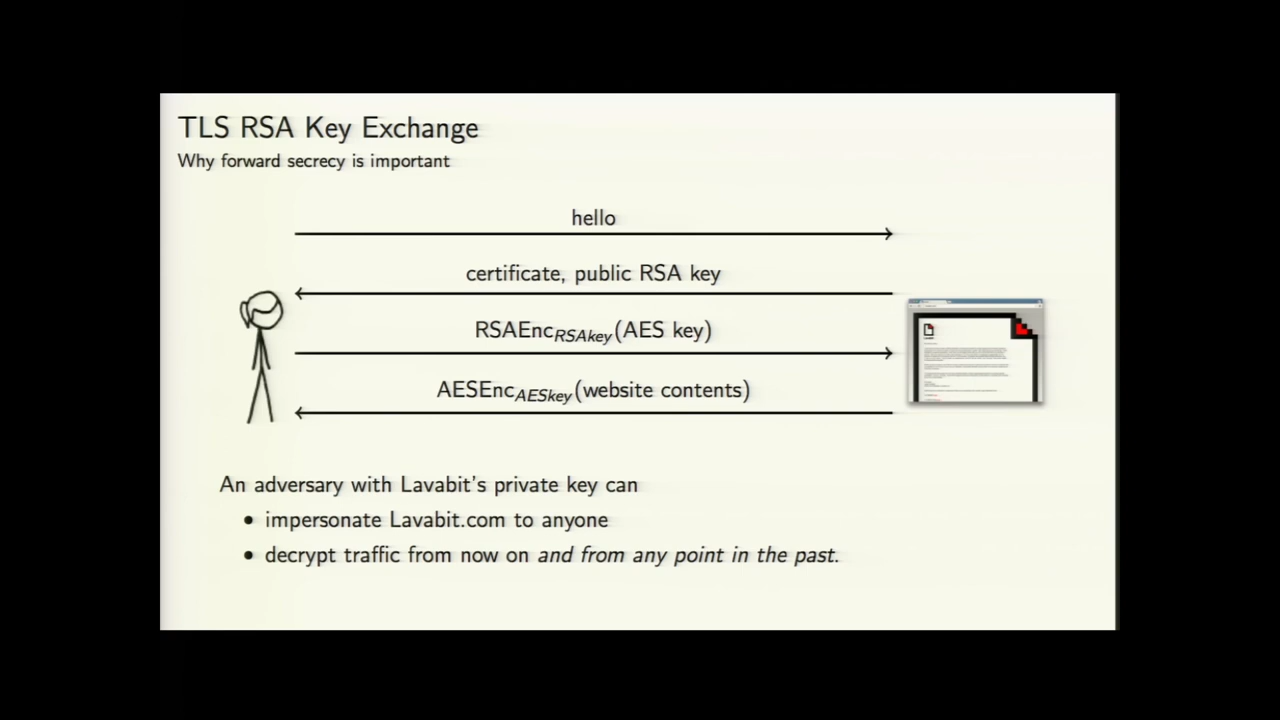 TLS RSA Key Exchange
Why forward secrecy is important
hello
certificate, public RSA key
RSAEnc_RSAkey(AES key)
AESEnc_AESkey(website contents)
An adversary with Lavabit's private key can
• impersonate Lavabit.com to anyone
• decrypt traffic from now on and from any point in the past.